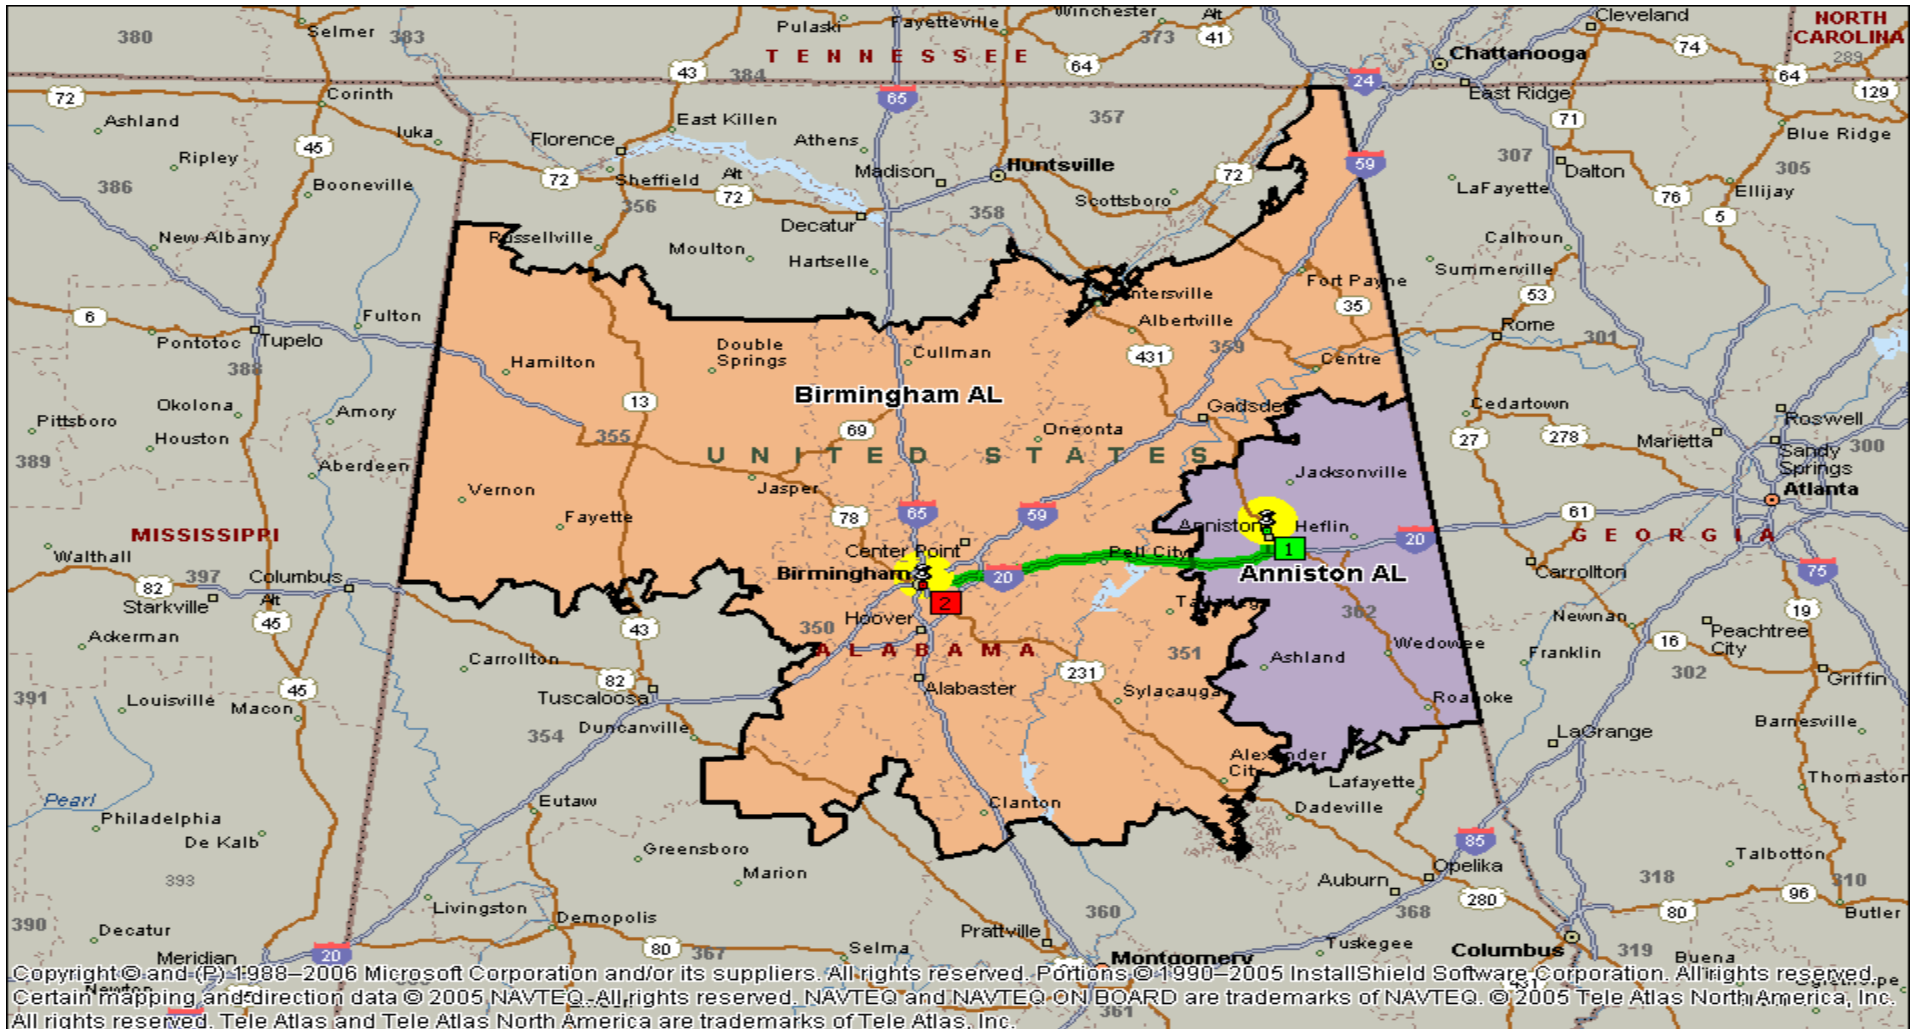 380
Selmer
383
Pulaski
Fayetteville
Winchester
Alt
41
373
Cleveland
74
NORTH
CAROLINA
289
TENNESSEE
43
384
64
24
Chattanooga
64
129
72
Corinth
65
East Ridge
71
Ashland
Iuka
East Killen
Athens
357
Blue Ridge
45
Florence
Ripley
Huntsville
59
307
Dalton
305
386
Booneville
72
Sheffield
Alt
72
Madison
72
LaFayette
76
Ellijay
356
358
Scottsboro
5
New Albany
Russellville
Moulton
Decatur
Hartselle
Calhoun
Summerville
Fort Payne
35
53
6
Fulton
Albertville
Rome
Pontotoc
Tupelo
388
Hamilton
Double
Springs
Cullman
431
359
Centre
301
Birmingham AL
Okolona
Amory
13
Gadsden
Cedartown
Roswell
Pittsboro
Houston
355
69
Oneonta
27
278
Marietta
300
389
UNITED STATES
Sandy
Springs
Aberdeen
Vernon
Jasper
Jacksonville
Atlanta
Fayette
78
65
59
Anniston
Heflin
20
61
MISSISSIPPI
GEORGIA
Walthall
Center Point
Pell City
1
Birmingham
20
Anniston AL
Carrollton
75
82
397
Columbus
Starkville
Alt
45
2
Talladega
362
19
Ackerman
43
350
Hoover
Newnan
16
Peachtree
City
ALABAMA
351
Wedowee
Carrollton
Ashland
Franklin
302
391
Louisville
45
Macon
82
Tuscaloosa
Alabaster
231
Sylacauga
Roanoke
Griffin
354
Duncanville
Barnesville
LaGrange
Alexander
City
Lafayette
Thomaston
Pearl
Eutaw
Clanton
Dadeville
Philadelphia
De Kalb
Greensboro
85
Talbotton
393
Marion
Opelika
Auburn
318
96
310
390
Livingston
Demopolis
360
368
280
80
Butler
Decatur
Prattville
Meridian
20
80
367
Selma
Montgomery
Tuskegee
Columbus
319
Buena
Copyright © and (P) 1988–2006 Microsoft Corporation and/or its suppliers. All rights reserved. Portions © 1990–2005 InstallShield Software Corporation. All rights reserved.
Certain mapping and direction data © 2005 NAVTEQ. All rights reserved. NAVTEQ and NAVTEQ ON BOARD are trademarks of NAVTEQ. © 2005 Tele Atlas North America, Inc.
All rights reserved. Tele Atlas and Tele Atlas North America are trademarks of Tele Atlas, Inc.
361